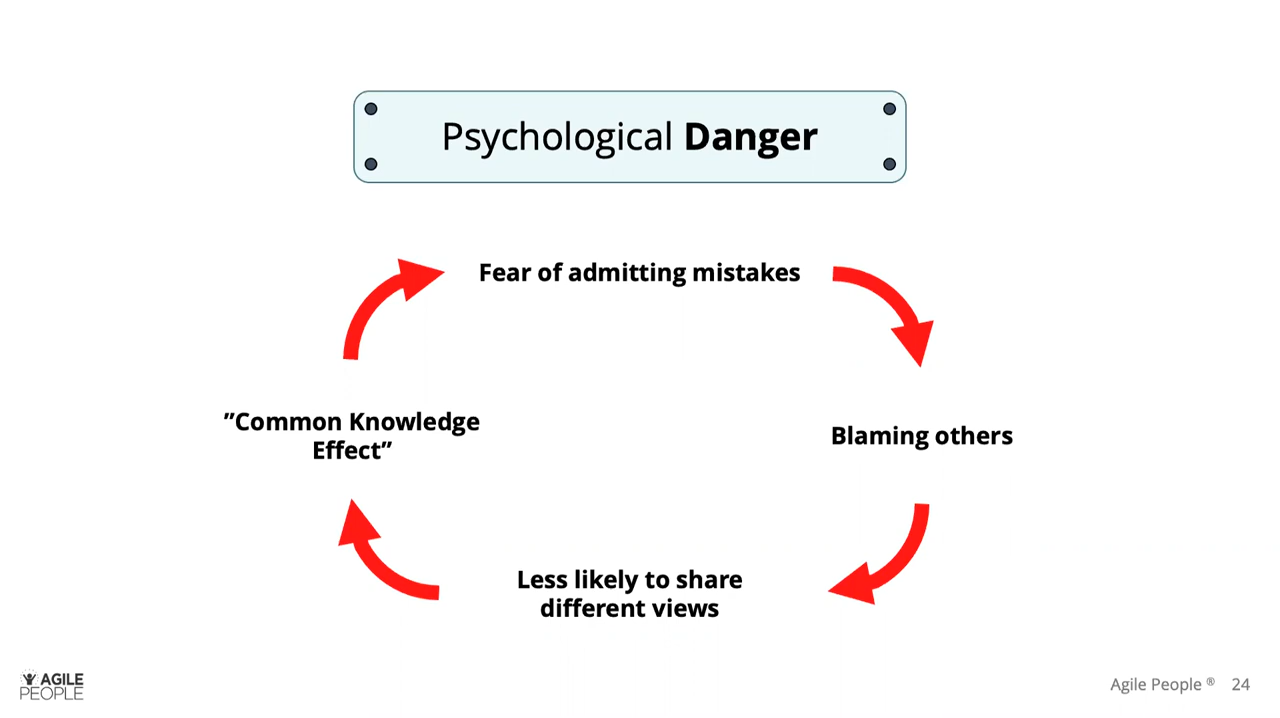 Psychological Danger
Fear of admitting mistakes
”Common Knowledge
Effect”
Blaming others
Less likely to share
different views
AGILE
PEOPLE
Agile People ® 24